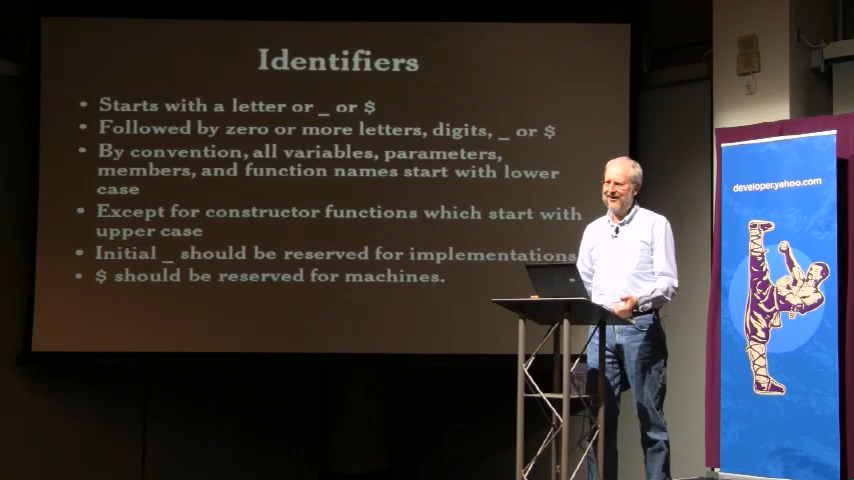 Identifiers
• Starts with a letter or _ or $
• Followed by zero or more letters, digits, _ or $
• By convention, all variables, parameters,
members, and function names start with lower
case
• Except for constructor functions which start with
upper case
• Initial _ should be reserved for implementations.
• $ should be reserved for machines.
developer.yahoo.com